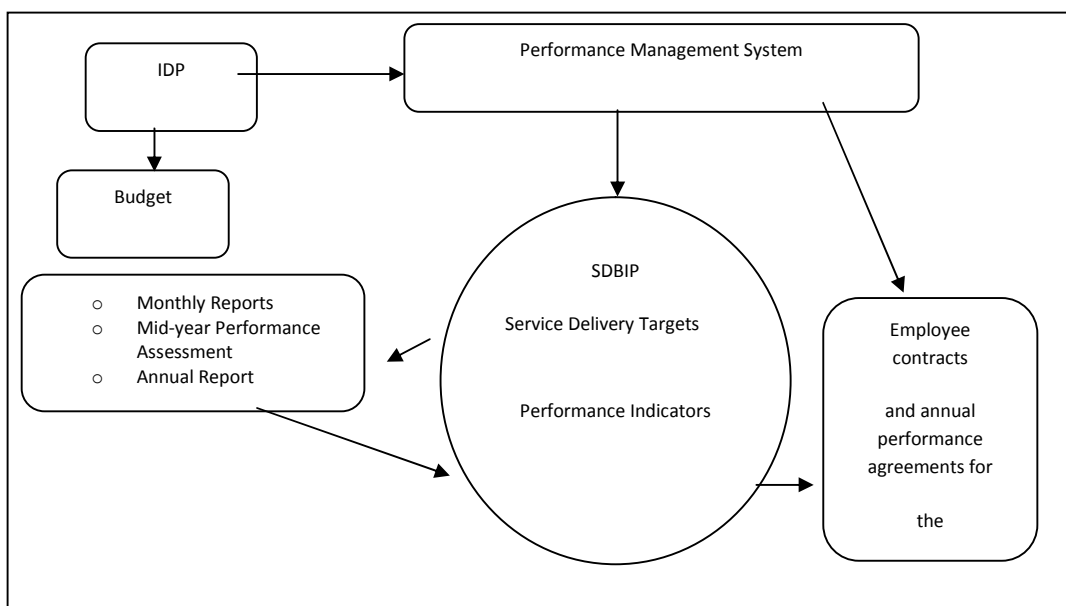 IDP
Performance Management System
Budget
o Monthly Reports
o Mid-year Performance
Assessment
o Annual Report
SDBIP
Service Delivery Targets
Performance Indicators
Employee
contracts
and annual
performance
agreements for
the